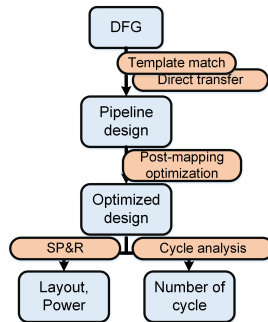 DFG
Template match
Direct transfer
Pipeline
design
Post-mapping
optimization
Optimized
design
SP&R
Cycle analysis
Layout,
Power
Number of
cycle